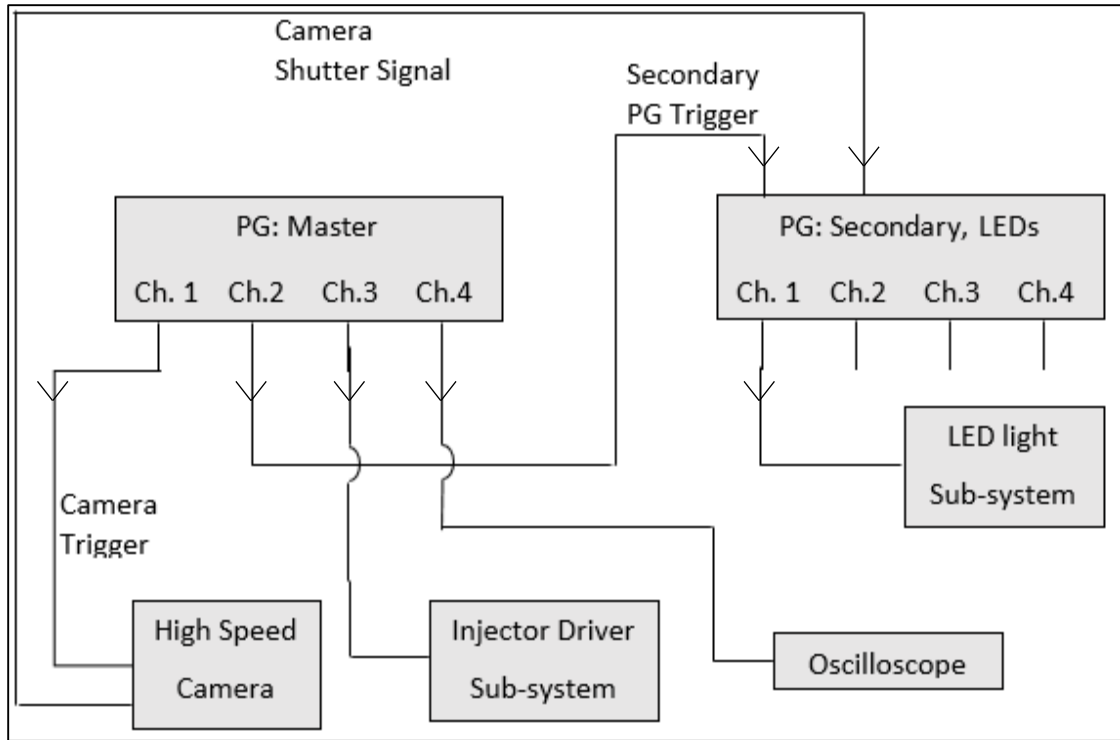 Camera
Shutter Signal
Secondary
PG Trigger
PG: Master
Ch. 1 Ch.2 Ch.3 Ch.4
PG: Secondary, LEDs
Ch. 1 Ch.2 Ch.3 Ch.4
LED light
Sub-system
Camera
Trigger
High Speed
Camera
Injector Driver
Sub-system
Oscilloscope